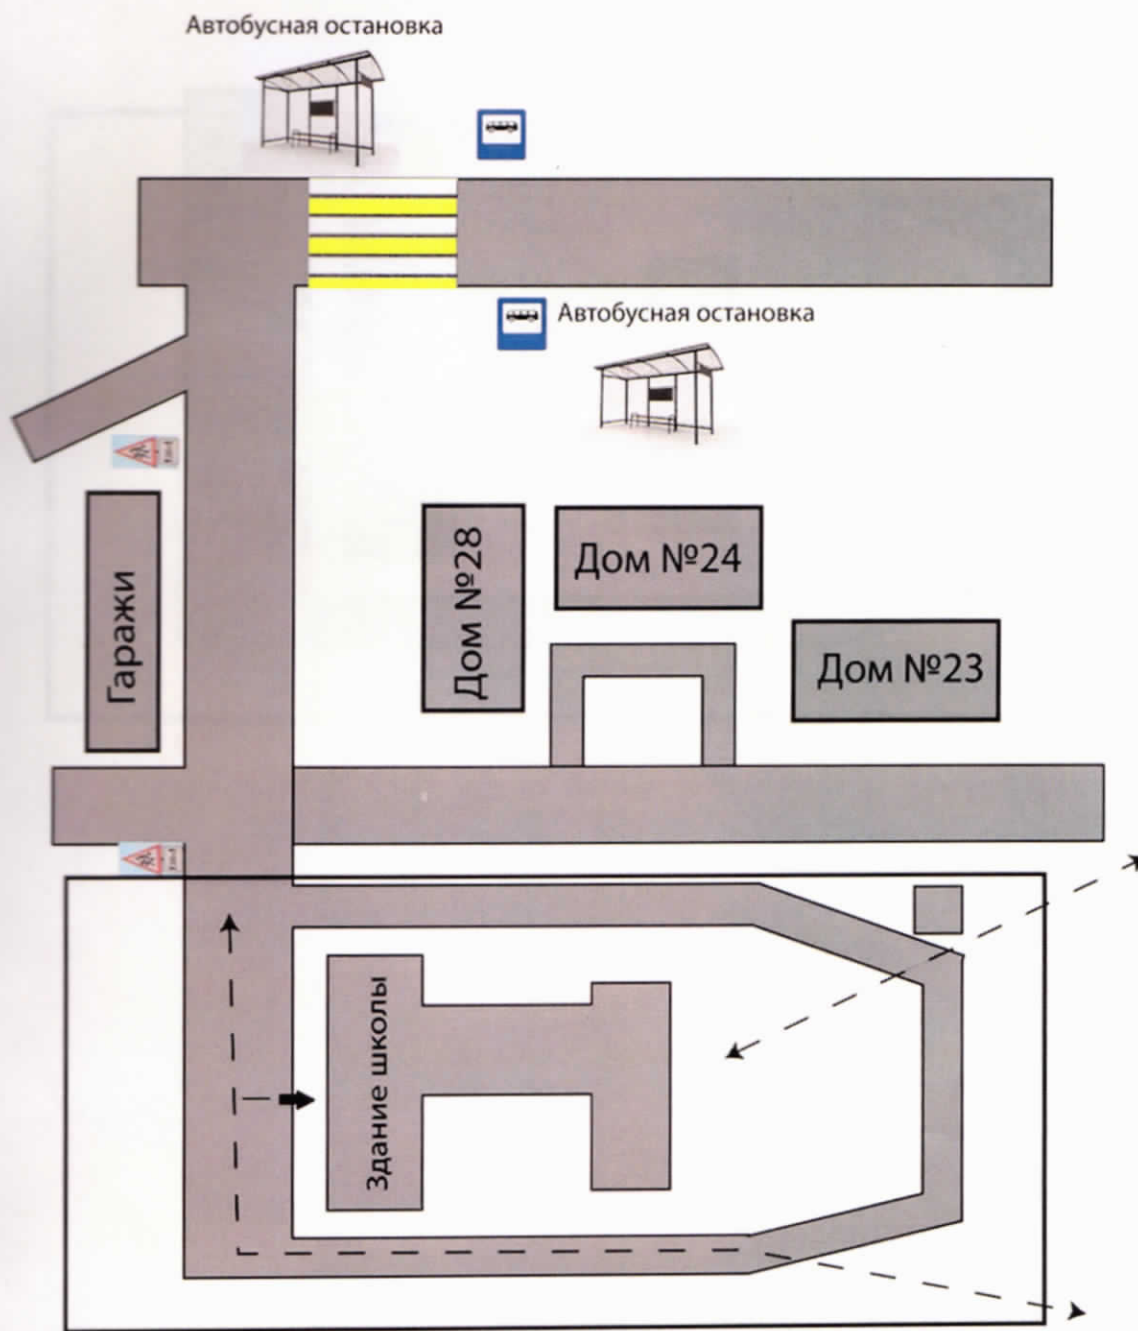 Автобусная остановка
Автобусная остановка
Дом №28
Дом №24
Гаражи
Дом №23
Здание школы